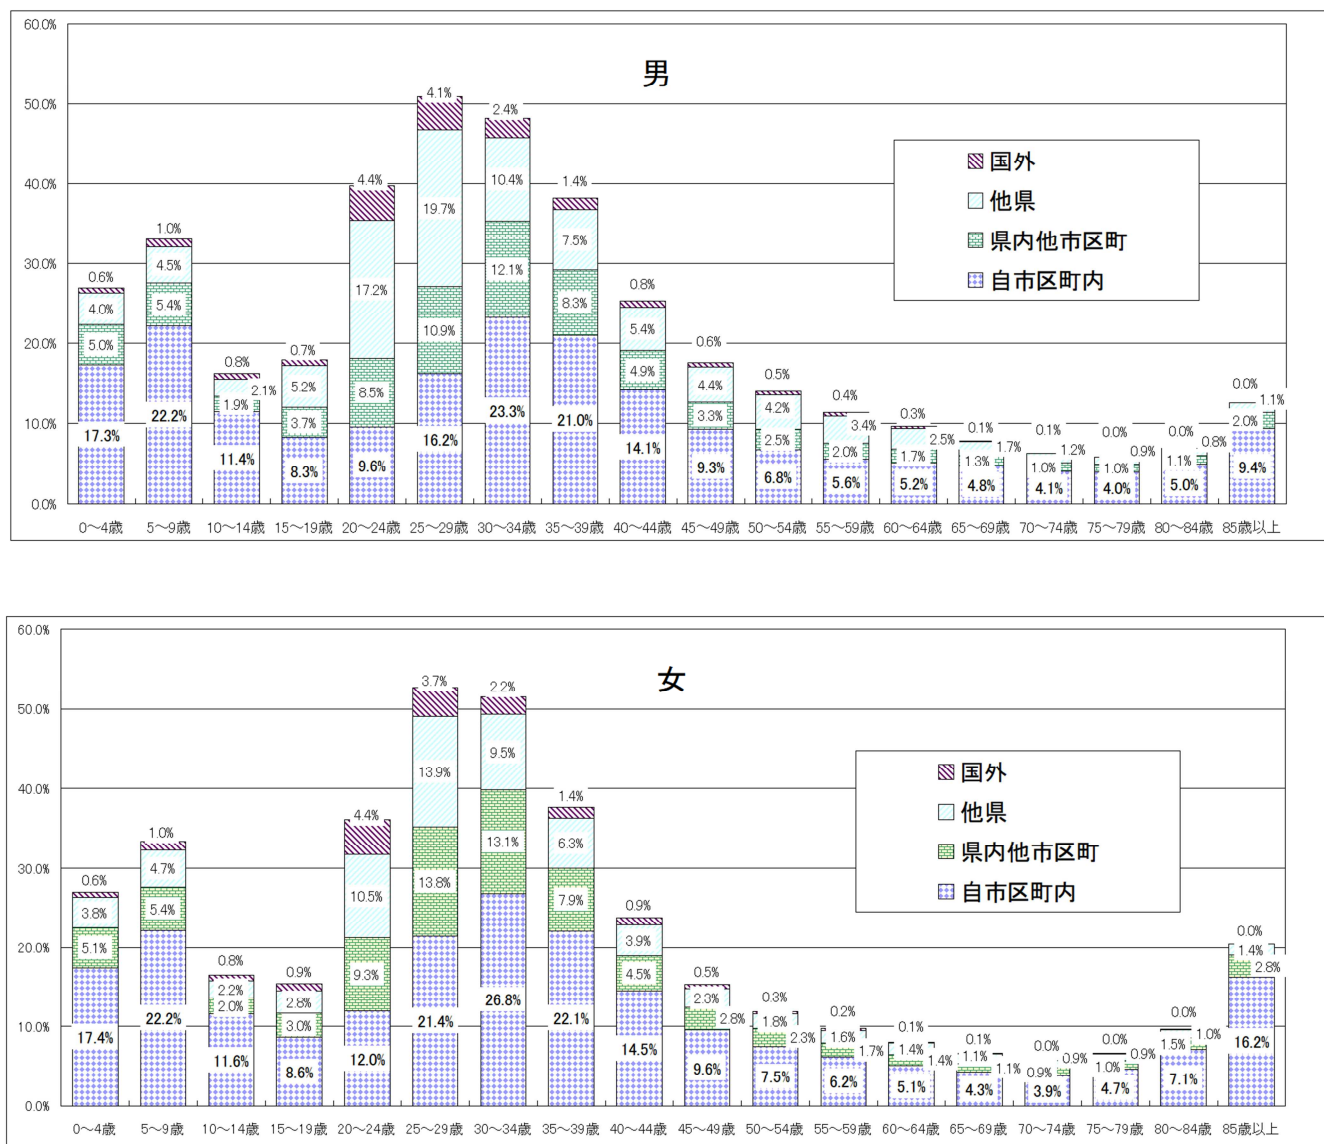 男
60.0%
50.0%
40.0%
30.0%
20.0%
10.0%
0.0%
国外
他県
県内他市区町
自市区町内
0.6% 1.0% 0.8% 0.7% 4.4% 4.1% 2.4% 1.4% 0.8% 0.6% 0.5% 0.4% 0.3% 0.1% 0.1% 0.0% 0.0% 0.0%
4.0% 4.5% 2.1% 5.2% 17.2% 19.7% 10.4% 7.5% 5.4% 4.4% 4.2% 3.4% 2.5% 1.7% 1.2% 0.9% 0.8% 1.1%
5.0% 5.4% 1.9% 3.7% 8.5% 10.9% 12.1% 8.3% 4.9% 3.3% 2.5% 2.0% 1.7% 1.3% 1.0% 1.0% 1.1% 2.0%
17.3% 22.2% 11.4% 8.3% 9.6% 16.2% 23.3% 21.0% 14.1% 9.3% 6.8% 5.6% 5.2% 4.8% 4.1% 4.0% 5.0% 9.4%
0～4歳 5～9歳 10～14歳 15～19歳 20～24歳 25～29歳 30～34歳 35～39歳 40～44歳 45～49歳 50～54歳 55～59歳 60～64歳 65～69歳 70～74歳 75～79歳 80～84歳 85歳以上
女
60.0%
50.0%
40.0%
30.0%
20.0%
10.0%
0.0%
国外
他県
県内他市区町
自市区町内
0.6% 1.0% 0.8% 0.9% 4.4% 3.7% 2.2% 1.4% 0.9% 0.5% 0.3% 0.2% 0.1% 0.1% 0.0% 0.0% 0.0% 0.0%
3.8% 4.7% 2.2% 2.8% 10.5% 13.9% 9.5% 6.3% 3.9% 2.3% 1.8% 1.6% 1.4% 1.1% 0.9% 0.9% 1.0% 1.4%
5.1% 5.4% 2.0% 3.0% 9.3% 13.8% 13.1% 7.9% 4.5% 2.8% 2.3% 1.7% 1.4% 1.1% 0.9% 1.0% 1.5% 2.8%
17.4% 22.2% 11.6% 8.6% 12.0% 21.4% 26.8% 22.1% 14.5% 9.6% 7.5% 6.2% 5.1% 4.3% 3.9% 4.7% 7.1% 16.2%
0～4歳 5～9歳 10～14歳 15～19歳 20～24歳 25～29歳 30～34歳 35～39歳 40～44歳 45～49歳 50～54歳 55～59歳 60～64歳 65～69歳 70～74歳 75～79歳 80～84歳 85歳以上